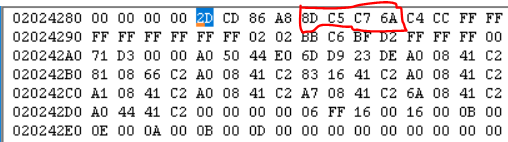 02024280 00 00 00 00 2D CD 86 A8 8D C5 C7 6A C4 CC FF FF
02024290 FF FF FF FF FF FF 02 02 BB C6 BF D2 FF FF FF 00
020242A0 71 D3 00 00 A0 50 44 E0 6D D9 23 DE A0 08 41 C2
020242B0 81 08 66 C2 A0 08 41 C2 83 16 41 C2 A0 08 41 C2
020242C0 A1 08 41 C2 A0 08 41 C2 A7 08 41 C2 6A 08 41 C2
020242D0 A0 44 41 C2 00 00 00 00 06 FF 16 00 16 00 0B 00
020242E0 0E 00 0A 00 0B 00 0D 00 00 00 00 00 00 00 00 00